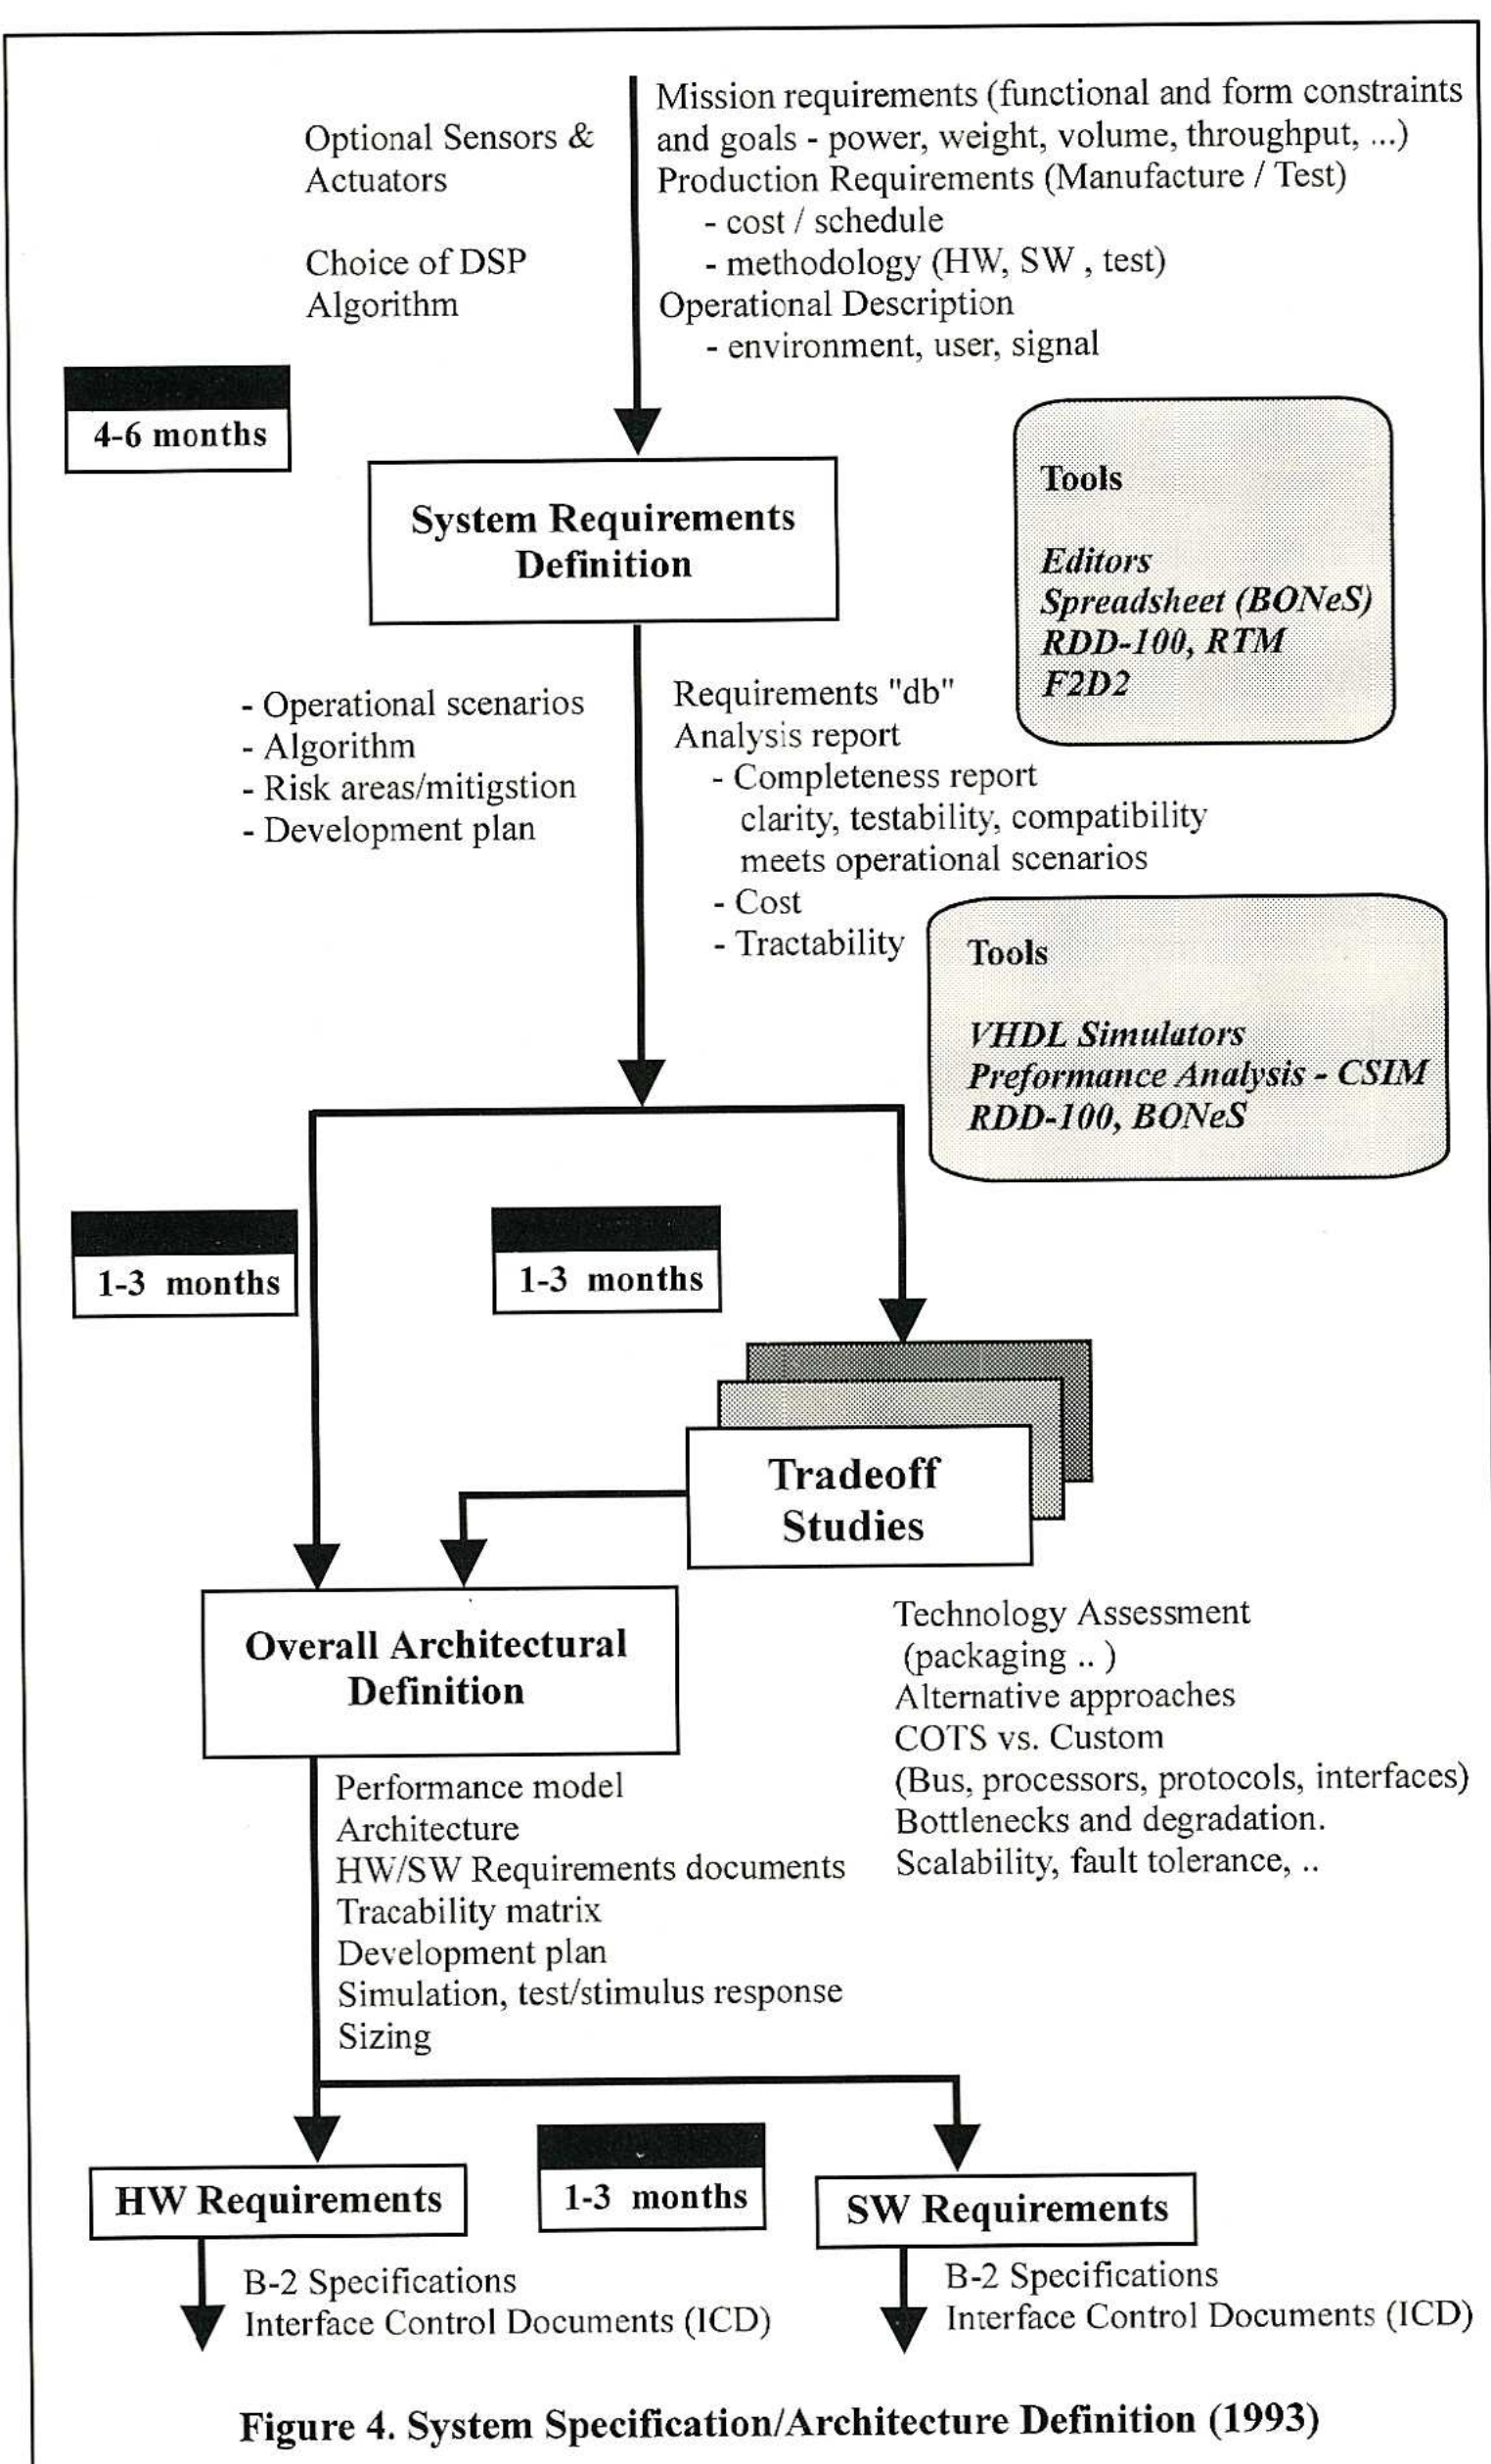 Optional Sensors &
Actuators
Choice of DSP
Algorithm
Mission requirements (functional and form constraints
and goals - power, weight, volume, throughput, ...)
Production Requirements (Manufacture / Test)
- cost / schedule
- methodology (HW, SW , test)
Operational Description
- environment, user, signal
4-6 months
System Requirements
Definition
Tools
Editors
Spreadsheet (BONeS)
RDD-100, RTM
F2D2
- Operational scenarios
- Algorithm
- Risk areas/mitigstion
- Development plan
Requirements "db"
Analysis report
- Completeness report
clarity, testability, compatibility
meets operational scenarios
- Cost
- Tractability
Tools
VHDL Simulators
Preformance Analysis - CSIM
RDD-100, BONeS
1-3 months
1-3 months
Tradeoff
Studies
Overall Architectural
Definition
Technology Assessment
(packaging .. )
Alternative approaches
COTS vs. Custom
(Bus, processors, protocols, interfaces)
Bottlenecks and degradation.
Scalability, fault tolerance, ..
Performance model
Architecture
HW/SW Requirements documents
Tracability matrix
Development plan
Simulation, test/stimulus response
Sizing
HW Requirements
1-3 months
SW Requirements
B-2 Specifications
Interface Control Documents (ICD)
B-2 Specifications
Interface Control Documents (ICD)
Figure 4. System Specification/Architecture Definition (1993)